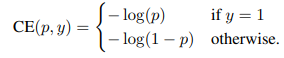 CE(p, y) = { − log(p) if y = 1
− log(1 − p) otherwise.